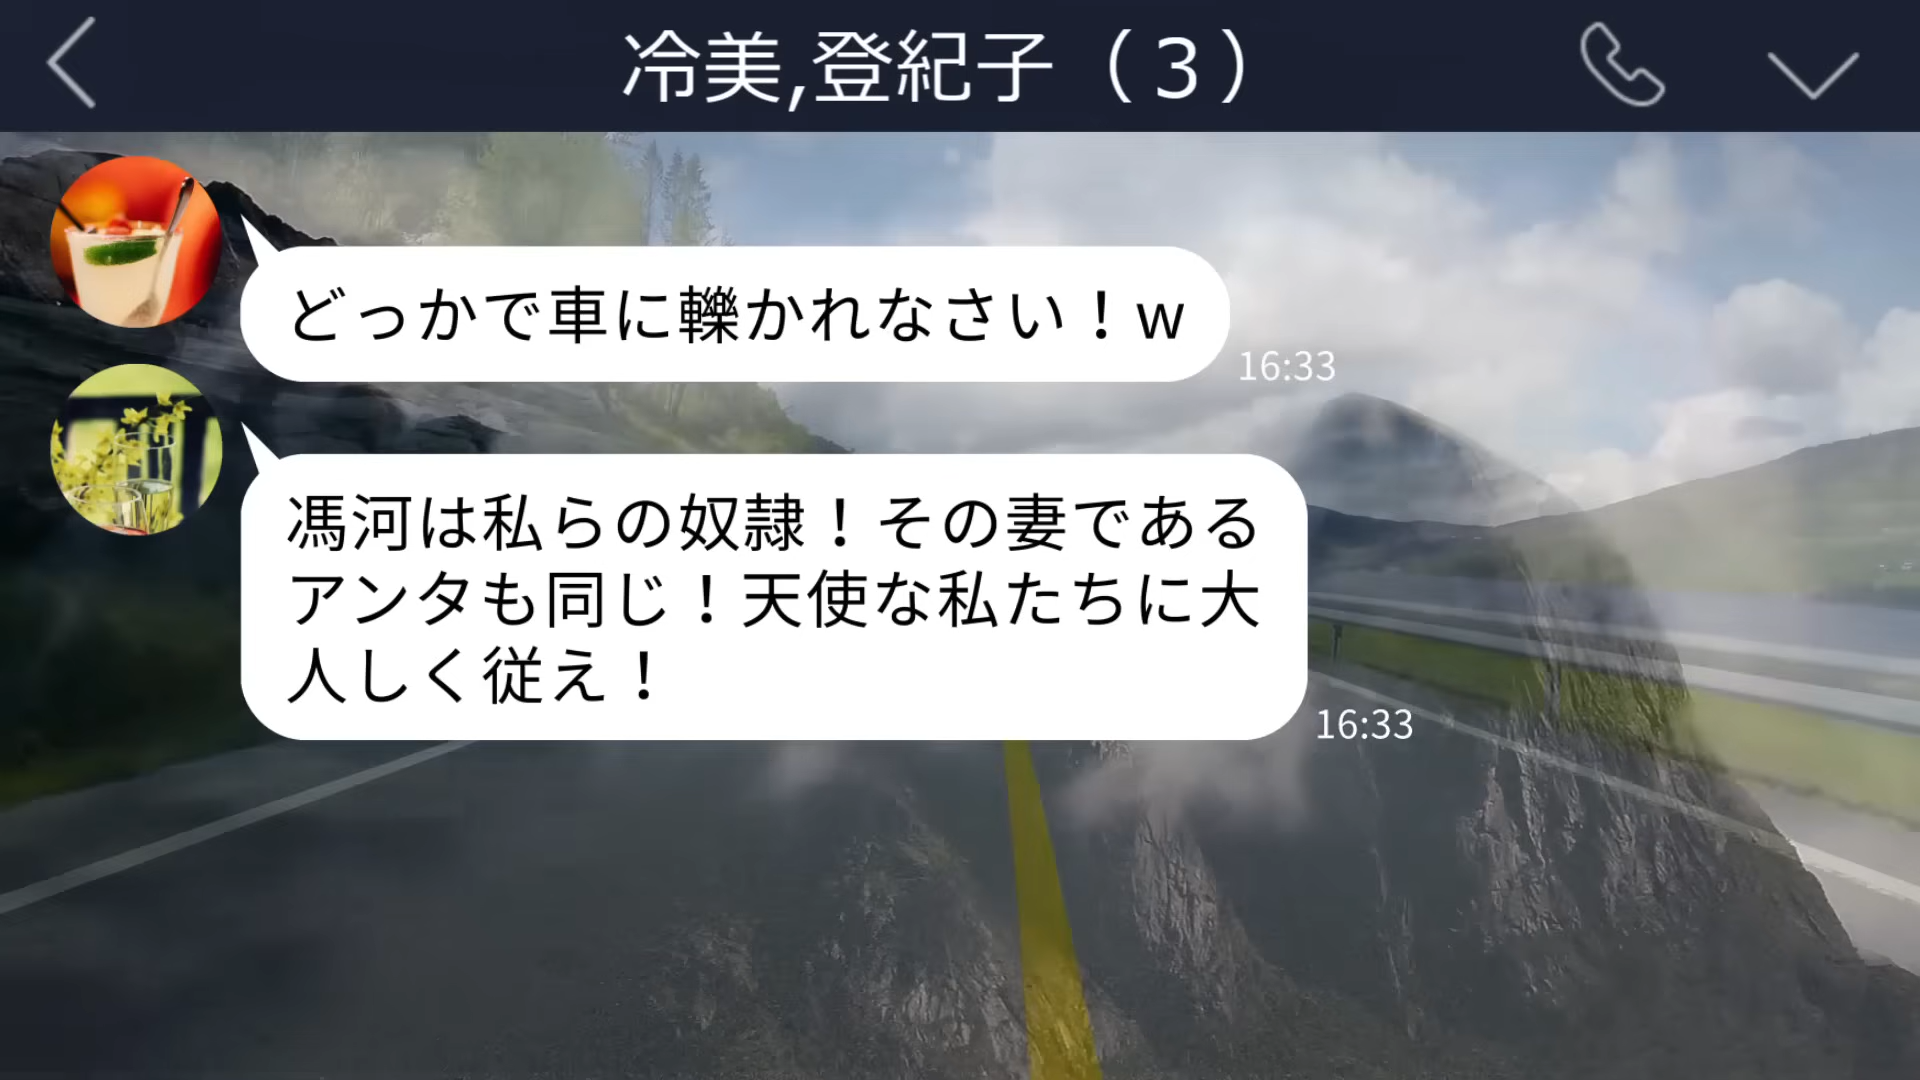 冷美,登紀子（3）
どっかで車に轢かれなさい！w
16:33
馮河は私らの奴隷！その妻である
アンタも同じ！天使な私たちに大
人しく従え！
16:33